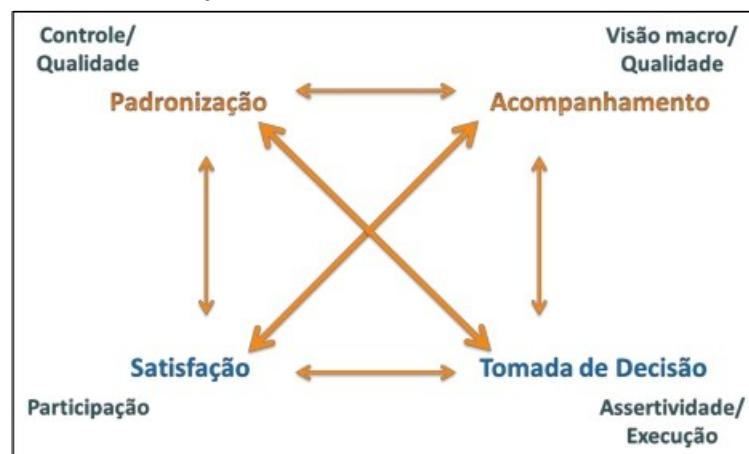 Controle/
Qualidade
Visão macro/
Qualidade
Padronização
Acompanhamento
Satisfação
Tomada de Decisão
Participação
Assertividade/
Execução